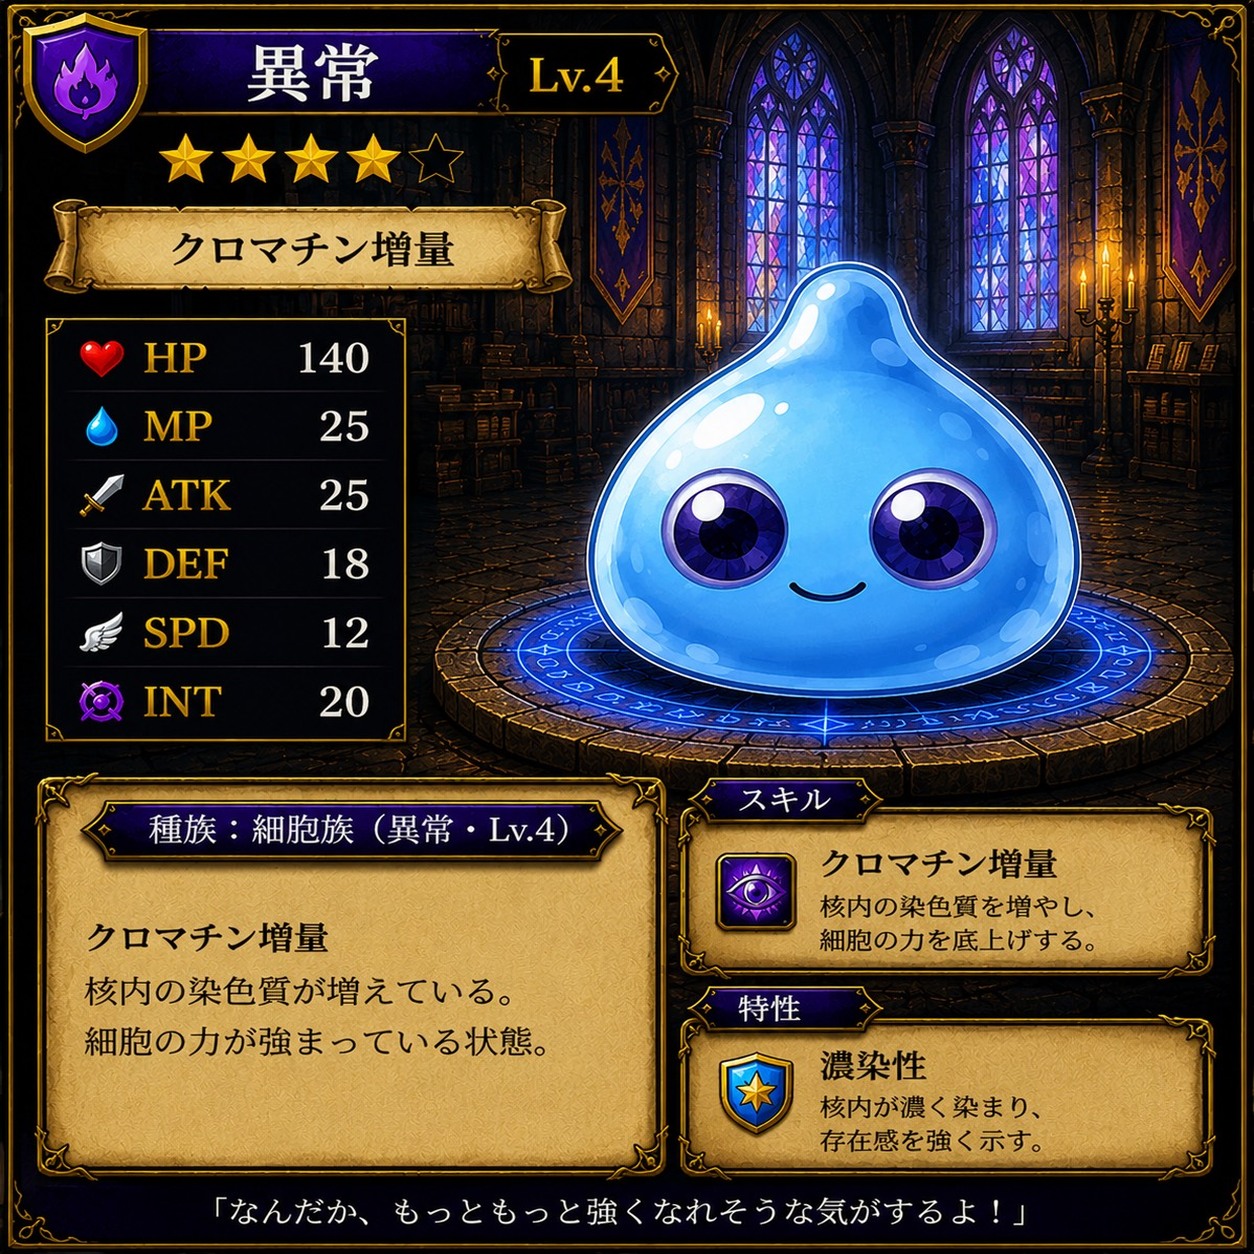 異常
Lv.4
クロマチン増量
HP 140
MP 25
ATK 25
DEF 18
SPD 12
INT 20
種族：細胞族（異常・Lv.4）
クロマチン増量
核内の染色質が増えている。
細胞の力が強まっている状態。
スキル
クロマチン増量
核内の染色質を増やし、
細胞の力を底上げする。
特性
濃染性
核内が濃く染まり、
存在感を強く示す。
「なんだか、もっともっと強くなれそうな気がするよ！」